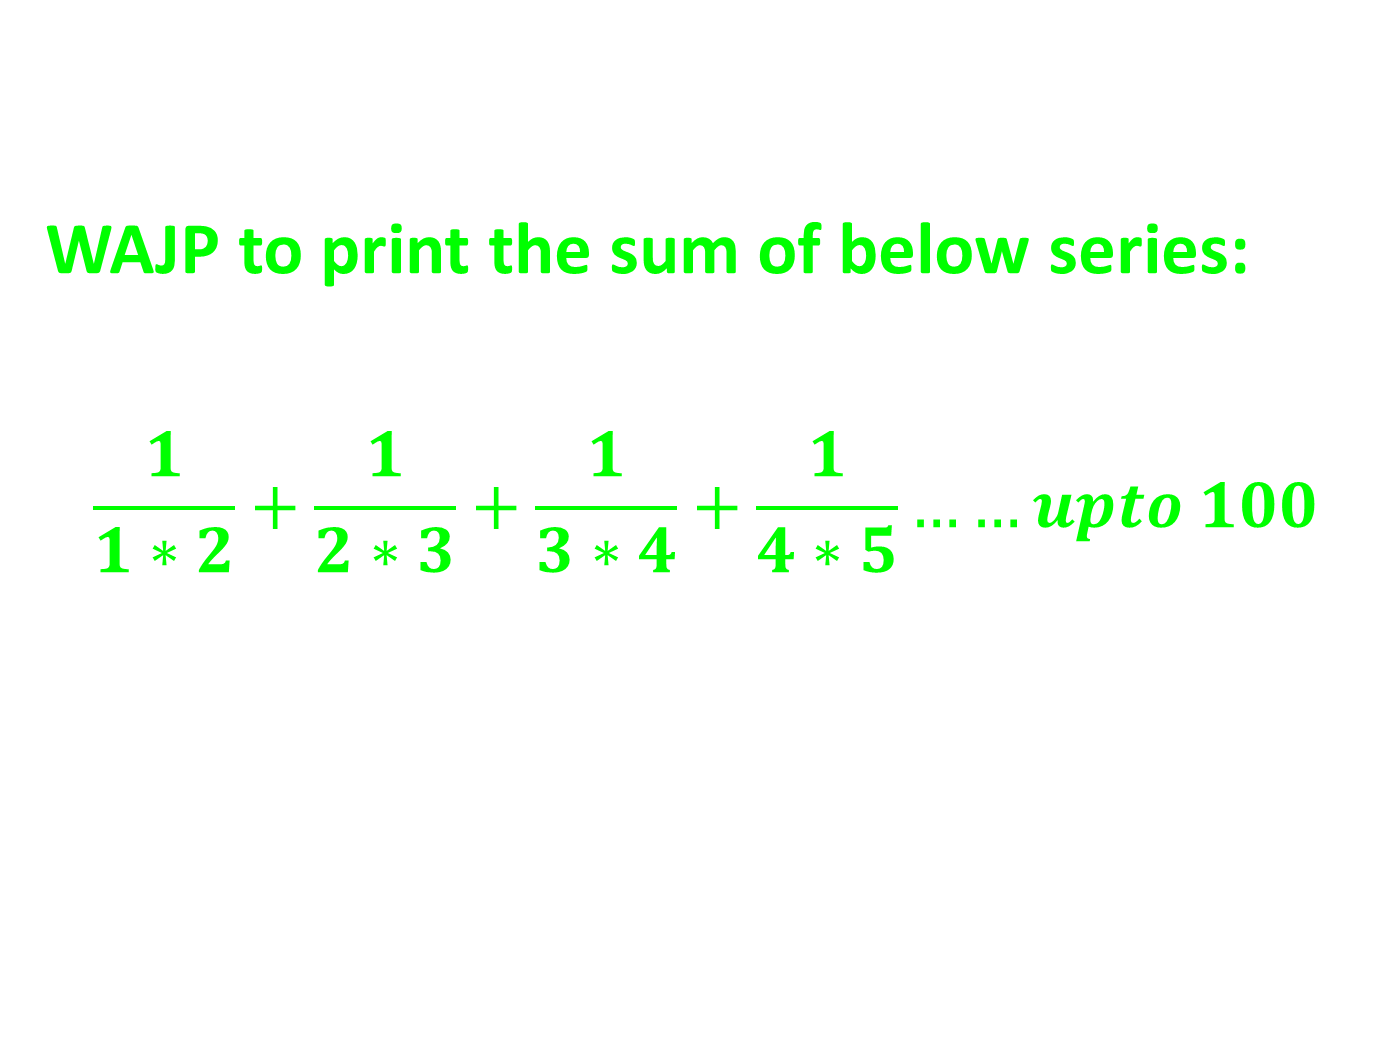 WAJP to print the sum of below series:
1/(1 * 2) + 1/(2 * 3) + 1/(3 * 4) + 1/(4 * 5) ... ... upto 100